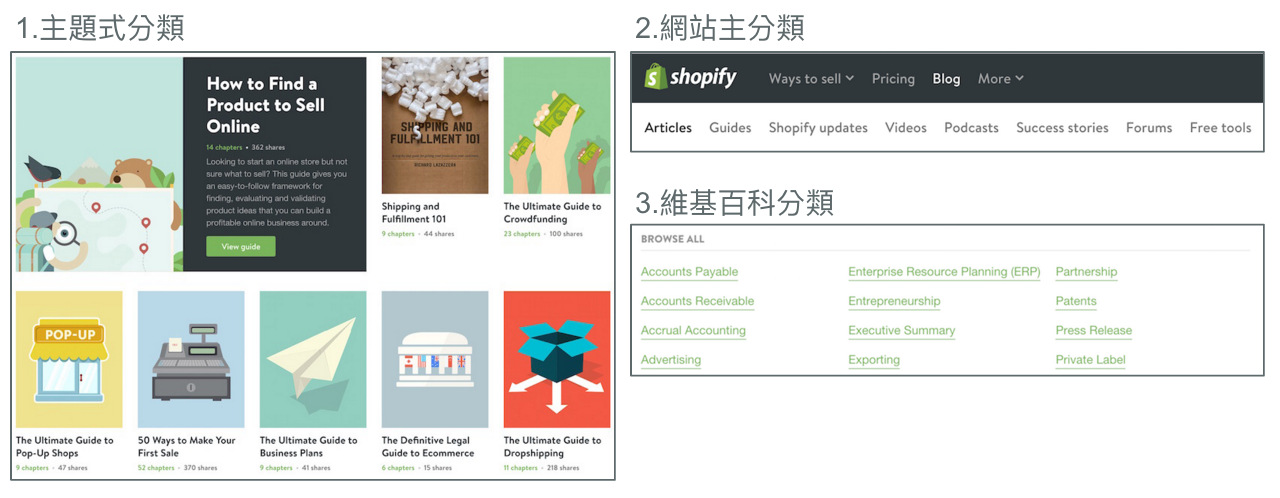 1.主題式分類
How to Find a
Product to Sell
Online
14 chapters • 362 shares
Looking to start an online store but not
sure what to sell? This guide gives you
an easy-to-follow framework for
finding, evaluating and validating
product ideas that you can build a
profitable online business around.
View guide
SHIPPING AND
FULFILLMENT 101
RICHARD LAZAZZERA
Shipping and
Fulfillment 101
9 chapters • 44 shares
The Ultimate Guide to
Crowdfunding
23 chapters • 100 shares
POP-UP
The Ultimate Guide to
Pop-Up Shops
9 chapters • 47 shares
50 Ways to Make Your
First Sale
52 chapters • 370 shares
The Ultimate Guide to
Business Plans
9 chapters • 41 shares
The Definitive Legal
Guide to Ecommerce
6 chapters • 15 shares
The Ultimate Guide to
Dropshipping
11 chapters • 218 shares
2.網站主分類
shopify Ways to sell Pricing Blog More
Articles Guides Shopify updates Videos Podcasts Success stories Forums Free tools
3.維基百科分類
BROWSE ALL
Accounts Payable Enterprise Resource Planning (ERP) Partnership
Accounts Receivable Entrepreneurship Patents
Accrual Accounting Executive Summary Press Release
Advertising Exporting Private Label